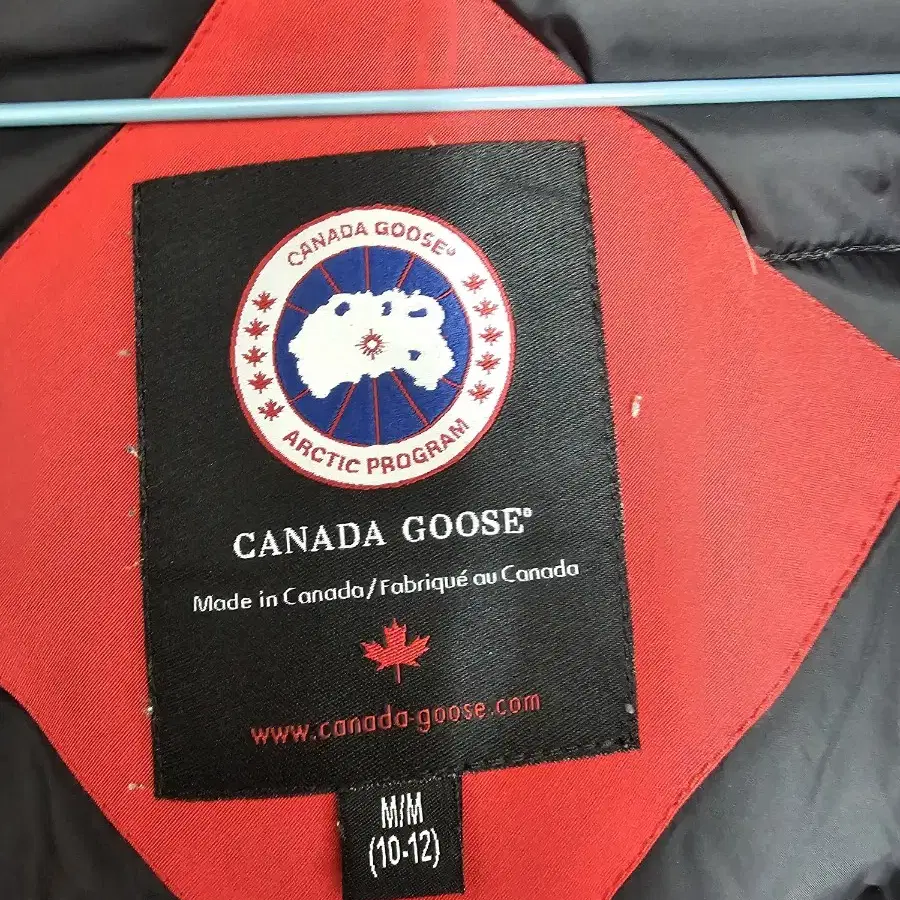 CANADA GOOSE®
ARCTIC PROGRAM
CANADA GOOSE®
Made in Canada/Fabriqué au Canada
www.canada-goose.com
M/M
(10-12)